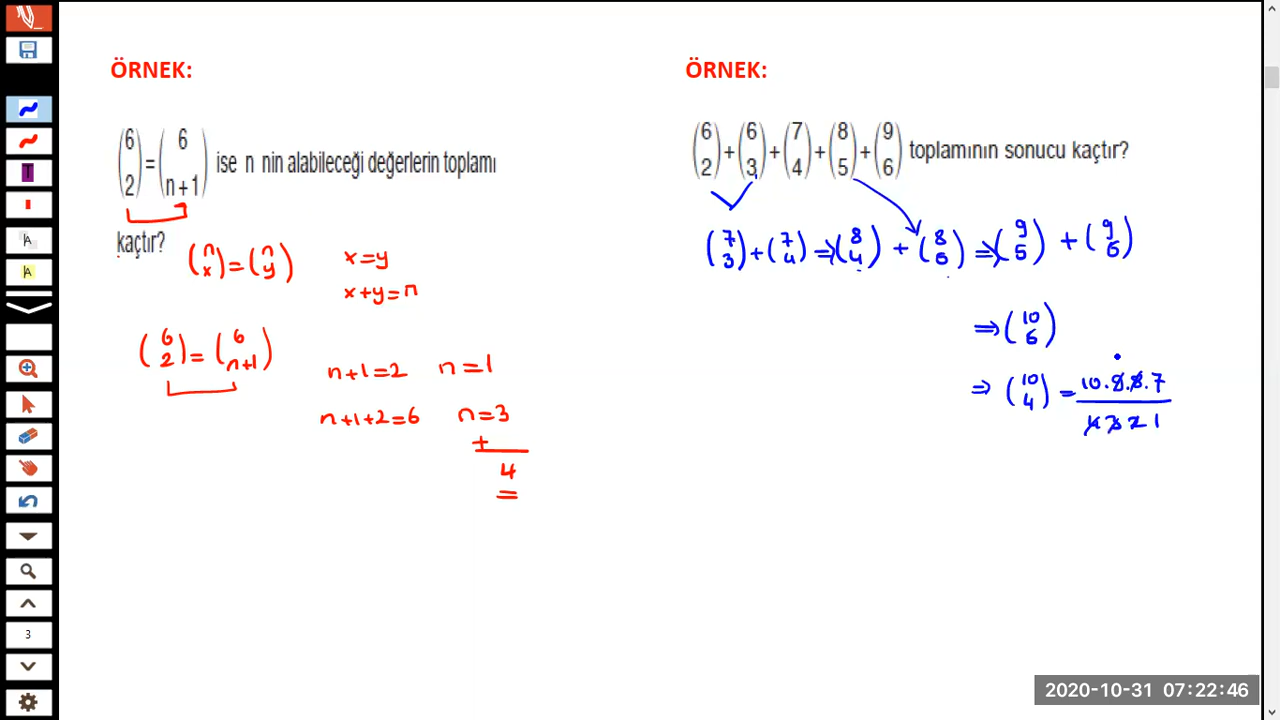 ÖRNEK:
(6 2) = (6 n+1) ise n nin alabileceği değerlerin toplamı
kaçtır?
(n x) = (n y)
x=y
x+y=n
(6 2) = (6 n+1)
n+1=2 n=1
n+1+2=6 n=3
+
4
=
ÖRNEK:
(6 2) + (6 3) + (7 4) + (8 5) + (9 6) toplamının sonucu kaçtır?
(7 3) + (7 4) ⇒ (8 4) + (8 5) ⇒ (9 5) + (9 6)
⇒ (10 6)
⇒ (10 4) = 10.9.8.7
4 3 2 1
T
A
A
3
2020-10-31 07:22:46